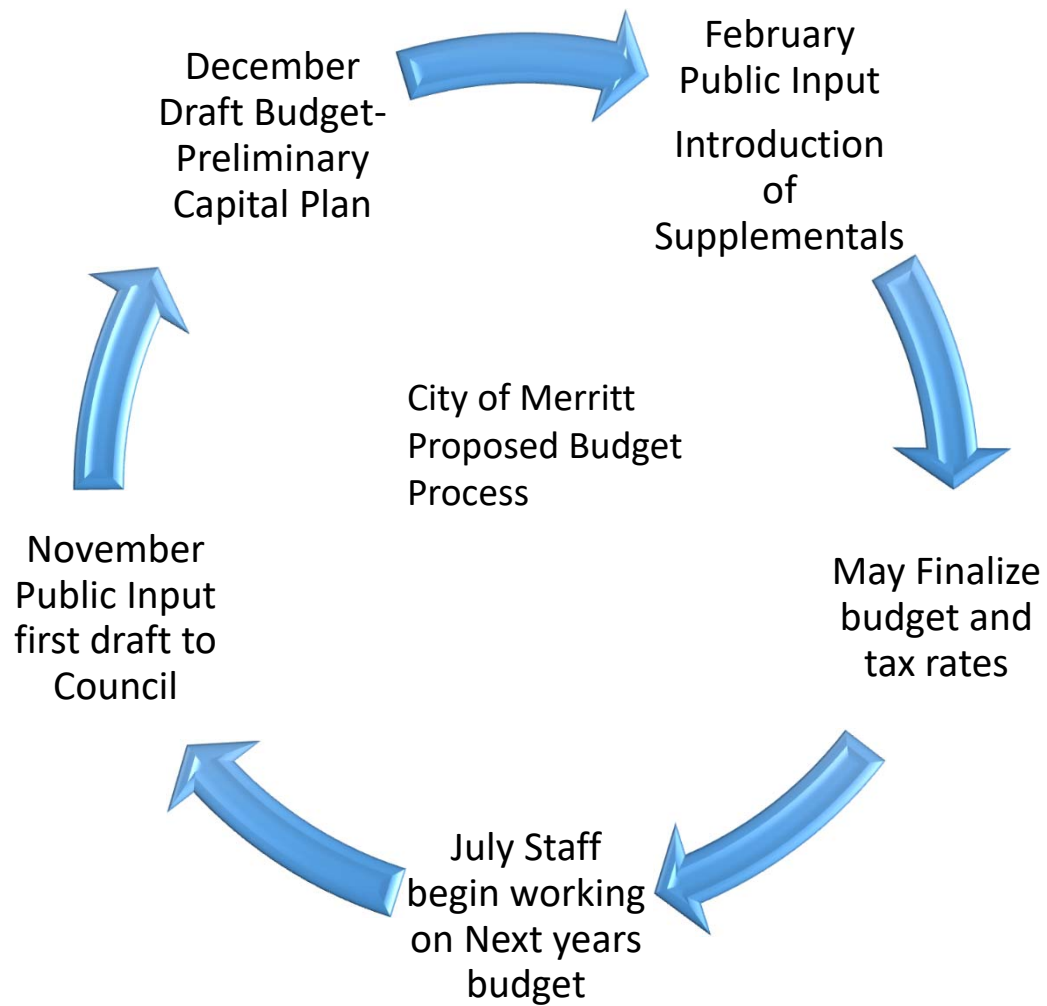 December
Draft Budget-
Preliminary
Capital Plan
February
Public Input
Introduction
of
Supplementals
City of Merritt
Proposed Budget
Process
May Finalize
budget and
tax rates
July Staff
begin working
on Next years
budget
November
Public Input
first draft to
Council